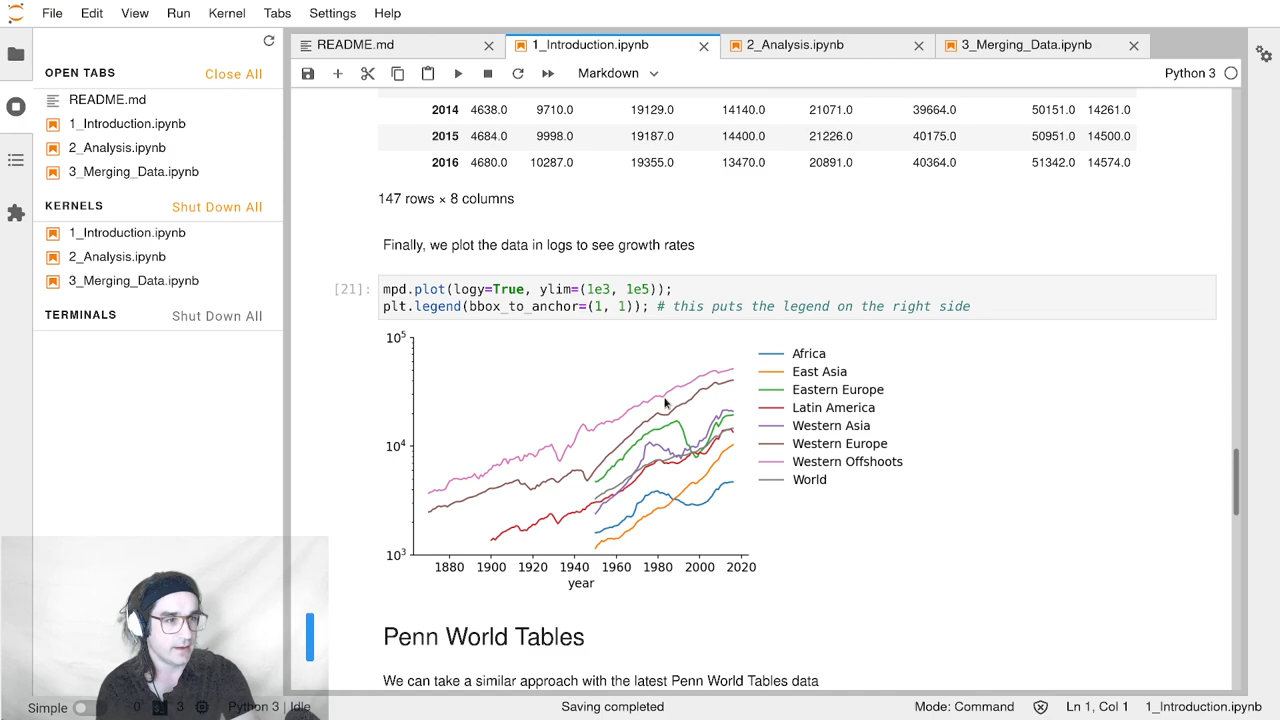 File Edit View Run Kernel Tabs Settings Help
README.md 1_Introduction.ipynb 2_Analysis.ipynb 3_Merging_Data.ipynb
OPEN TABS Close All
README.md
1_Introduction.ipynb
2_Analysis.ipynb
3_Merging_Data.ipynb
KERNELS Shut Down All
1_Introduction.ipynb
2_Analysis.ipynb
3_Merging_Data.ipynb
TERMINALS Shut Down All
Markdown Python 3
2014 4638.0 9710.0 19129.0 14140.0 21071.0 39664.0 50151.0 14261.0
2015 4684.0 9998.0 19187.0 14400.0 21226.0 40175.0 50951.0 14500.0
2016 4680.0 10287.0 19355.0 13470.0 20891.0 40364.0 51342.0 14574.0
147 rows × 8 columns
Finally, we plot the data in logs to see growth rates
[21]: mpd.plot(logy=True, ylim=(1e3, 1e5));
plt.legend(bbox_to_anchor=(1, 1)); # this puts the legend on the right side
10⁵
10⁴
10³
1880 1900 1920 1940 1960 1980 2000 2020
year
Africa
East Asia
Eastern Europe
Latin America
Western Asia
Western Europe
Western Offshoots
World
Penn World Tables
We can take a similar approach with the latest Penn World Tables data
Simple 0 3 Python 3 | Idle Saving completed Mode: Command Ln 1, Col 1 1_Introduction.ipynb